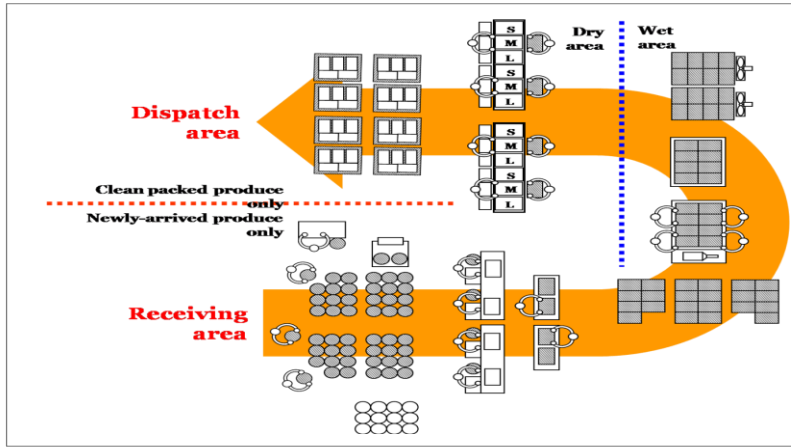 S
M
L
S
M
L
Dry
area
Wet
area
Dispatch
area
S
M
L
S
M
L
Clean packed produce
only
Newly-arrived produce
only
Receiving
area